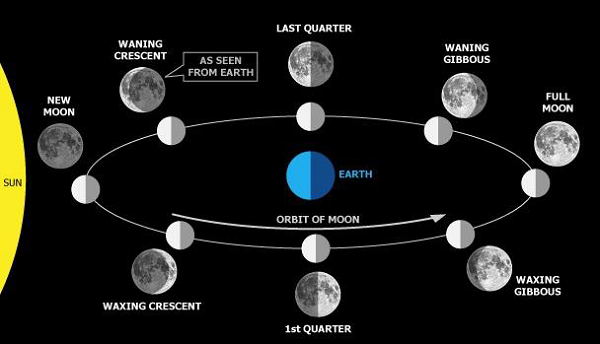 LAST QUARTER
WANING
CRESCENT
AS SEEN
FROM EARTH
WANING
GIBBOUS
NEW
MOON
FULL
MOON
SUN
EARTH
ORBIT OF MOON
WAXING CRESCENT
WAXING
GIBBOUS
1st QUARTER